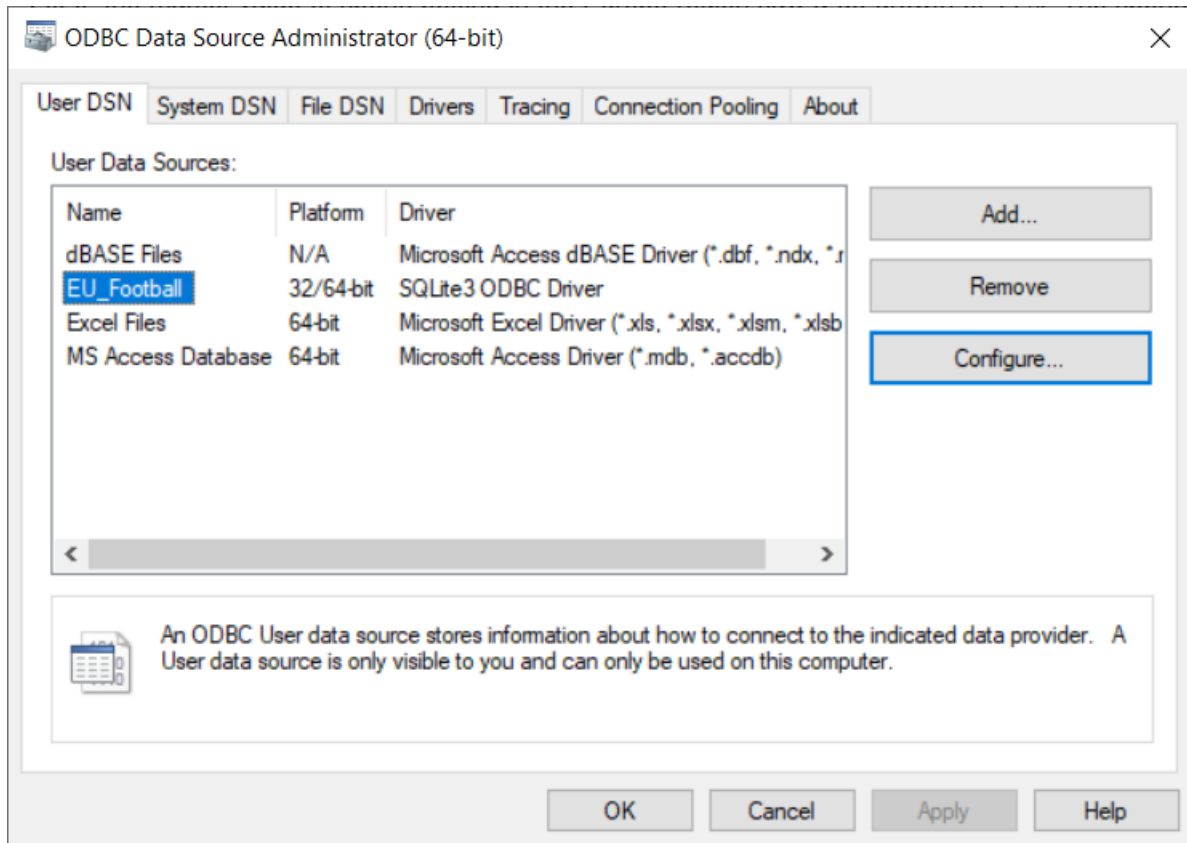 ODBC Data Source Administrator (64-bit)
User DSN System DSN File DSN Drivers Tracing Connection Pooling About
User Data Sources:
Name Platform Driver
dBASE Files N/A Microsoft Access dBASE Driver (*.dbf, *.ndx, *.
EU_Football 32/64-bit SQLite3 ODBC Driver
Excel Files 64-bit Microsoft Excel Driver (*.xls, *.xlsx, *.xlsm, *.xlsb
MS Access Database 64-bit Microsoft Access Driver (*.mdb, *.accdb)
Add...
Remove
Configure...
An ODBC User data source stores information about how to connect to the indicated data provider. A
User data source is only visible to you and can only be used on this computer.
OK Cancel Apply Help